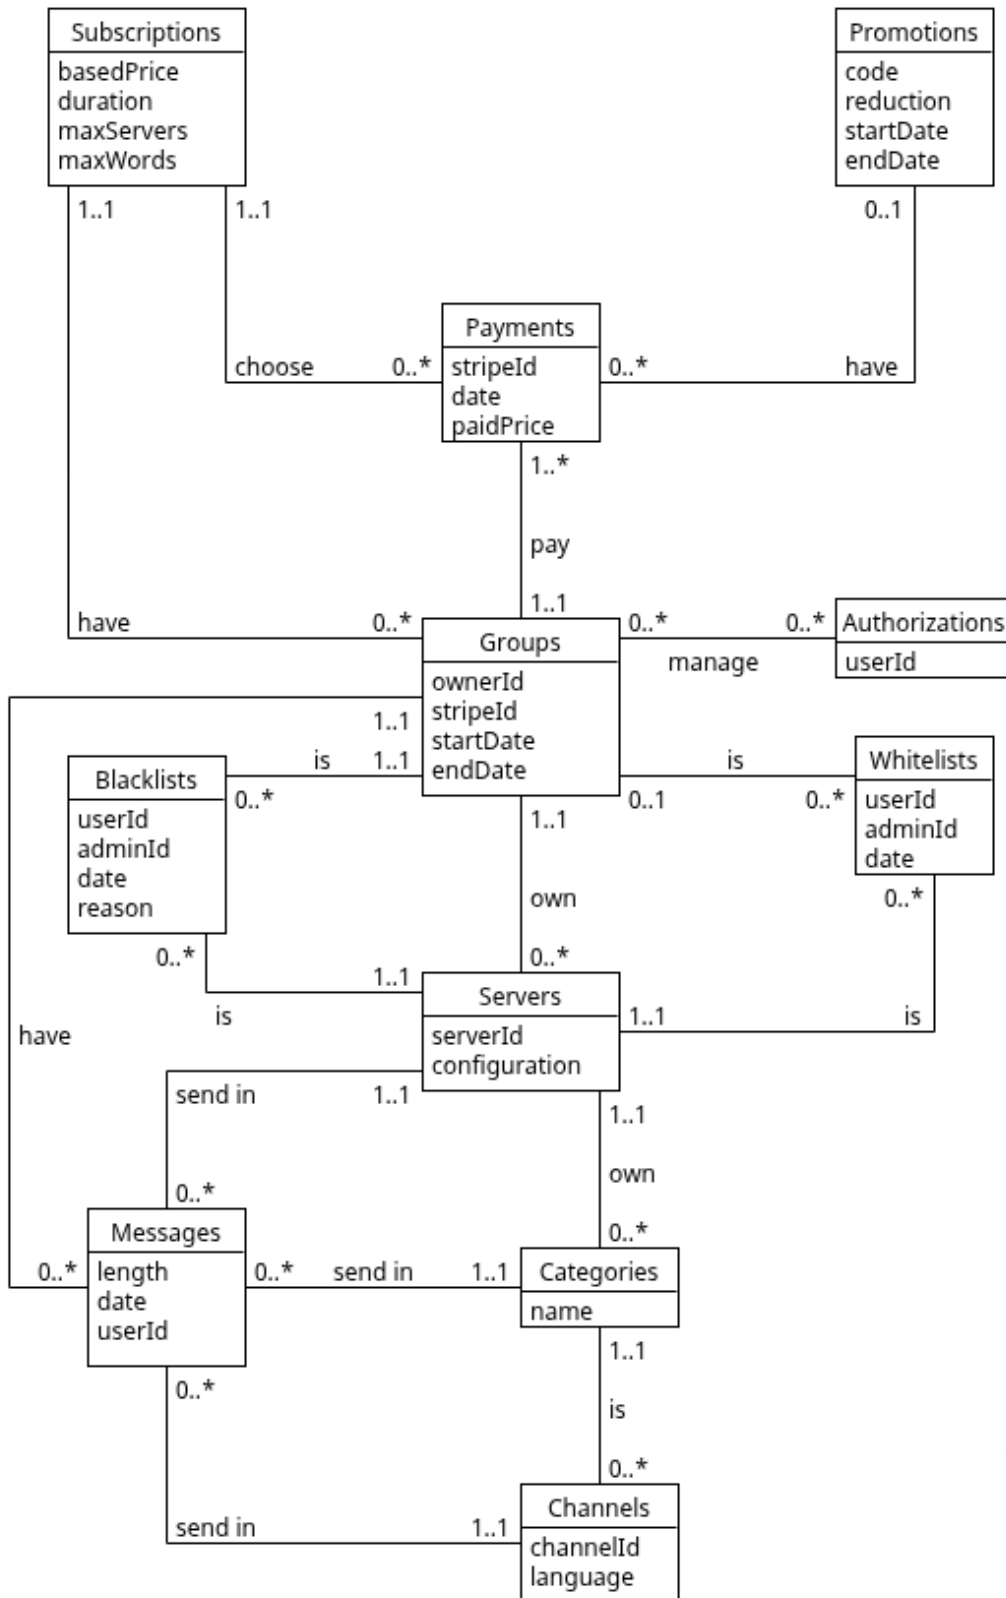 Subscriptions
basedPrice
duration
maxServers
maxWords
Promotions
code
reduction
startDate
endDate
1..1
1..1
0..1
Payments
stripeId
date
paidPrice
choose
0..*
0..*
have
1..*
pay
1..1
have
0..*
Groups
ownerId
stripeId
startDate
endDate
0..*
manage
0..*
Authorizations
userId
1..1
is
1..1
0..*
Blacklists
userId
adminId
date
reason
is
0..1
0..*
Whitelists
userId
adminId
date
1..1
own
0..*
0..*
is
1..1
0..*
1..1
is
Servers
serverId
configuration
have
send in
1..1
0..*
1..1
own
0..*
Messages
length
date
userId
0..*
0..*
send in
1..1
Categories
name
1..1
is
0..*
0..*
send in
1..1
Channels
channelId
language